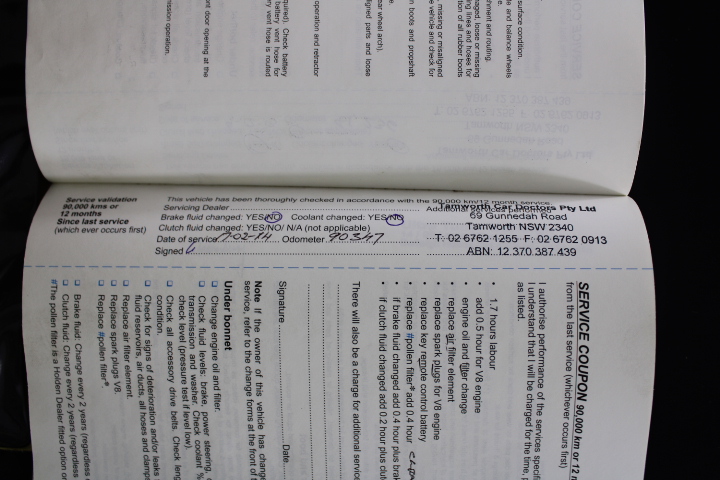 surface condition.
te and balance wheels
chment and routing.
maged, loose or missing
ing lines and hoses for
ction of all rubber boots
, missing or misaligned
e vehicle and check for
n boots and propshaft
ear wheel arch).
ligned parts and loose
operation and retractor
quired). Check battery
battery vent hose for
ry vent hose is routed
nt door opening at the
mission operation.
Service validation
90,000 kms or
12 months
Since last service
(which ever occurs first)
This vehicle has been thoroughly checked in accordance with the 90,000 km/12 month service.
Servicing Dealer
Brake fluid changed: YES/NO Coolant changed: YES/NO
Clutch fluid changed: YES/NO/ N/A (not applicable)
Date of service 7-02-14 Odometer 90347
Signed
Tamworth Car Doctors Pty Ltd
69 Gunnedah Road
Tamworth NSW 2340
T: 02 6762 1255 F: 02 6762 0913
ABN: 12.370.387.439
SERVICE COUPON 90,000 km or 12
from the last service (whichever occurs first)
I authorise performance of the services specifi
I understand that I will be charged for the time,
as listed.
• 1.7 hours labour
• add 0.5 hour for V8 engine
• engine oil and filter change
• replace air filter element
• replace spark plugs for V8 engine
• replace key remote control battery
• replace #pollen filter* add 0.4 hour
• if brake fluid changed add 0.4 hour plus brak
• if clutch fluid changed add 0.2 hour plus clut
There will also be a charge for additional servic
Signature Date
Note If the owner of this vehicle has chang
service, refer to the change forms at the front of t
Under bonnet
Change engine oil and filter.
Check fluid levels: brake, power steering,
transmission and washer. Check coolant %
check level (pressure test if level low).
Check all accessory drive belts. Check leng
condition.
Check for signs of deterioration and/or leaks
fluid reservoirs, air ducts, all hoses and clamp
Replace air filter element.
Replace spark plugs V8.
Replace #pollen filter*.
Brake fluid: Change every 2 years (regardless
Clutch fluid: Change every 2 years (regardless
#The pollen filter is a Holden Dealer fitted option o